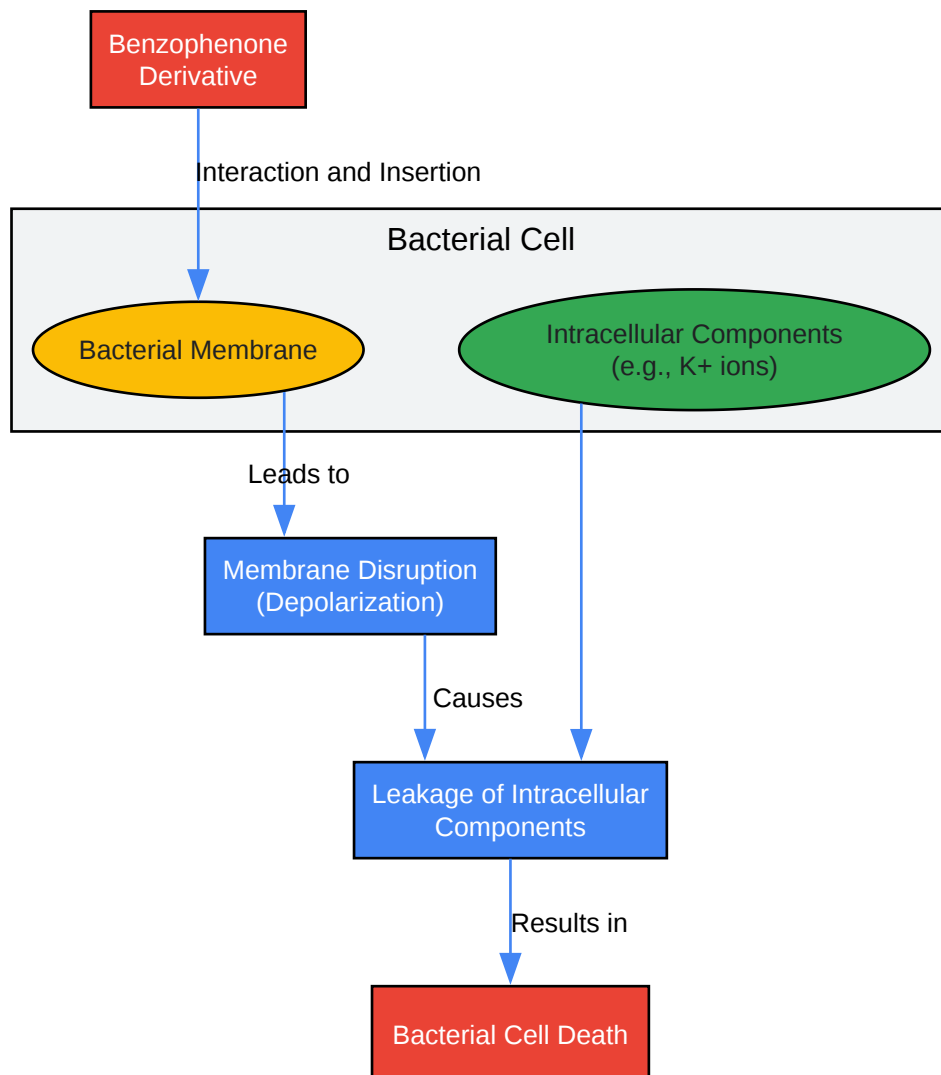 Benzophenone
Derivative
Interaction and Insertion
Bacterial Cell
Bacterial Membrane
Intracellular Components
(e.g., K+ ions)
Leads to
Membrane Disruption
(Depolarization)
Causes
Leakage of Intracellular
Components
Results in
Bacterial Cell Death